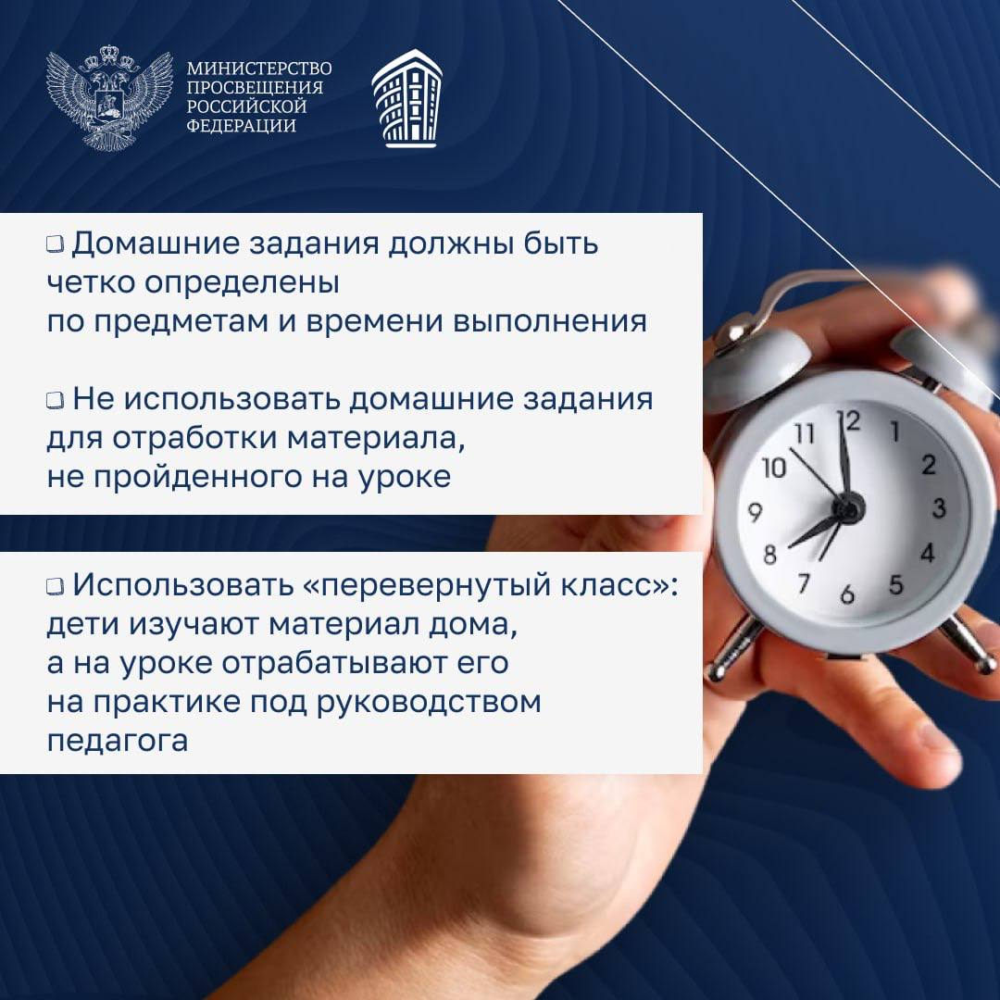 МИНИСТЕРСТВО
ПРОСВЕЩЕНИЯ
РОССИЙСКОЙ
ФЕДЕРАЦИИ
Домашние задания должны быть
четко определены
по предметам и времени выполнения
Не использовать домашние задания
для отработки материала,
не пройденного на уроке
Использовать «перевернутый класс»:
дети изучают материал дома,
а на уроке отрабатывают его
на практике под руководством
педагога
12
11 1
10 2
9 3
8 4
7 5
6